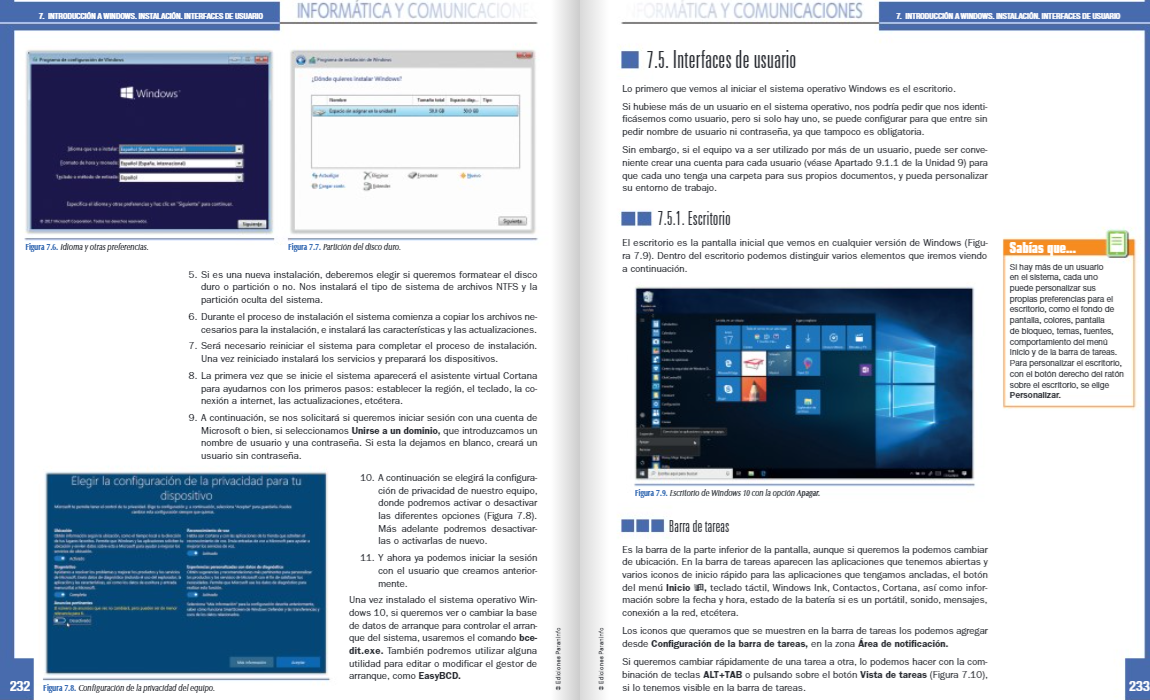 7. INTRODUCCIÓN A WINDOWS. INSTALACIÓN. INTERFACES DE USUARIO
INFORMÁTICA Y COMUNICACIONES
Programa de configuración de Windows
Windows
Idioma que va a instalar: Español (España, internacional)
Formato de hora y moneda: Español (España, internacional)
Teclado o método de entrada: Español
Especifica el idioma y otras preferencias y haz clic en "Siguiente" para continuar.
Siguiente
Figura 7.6. Idioma y otras preferencias.
Programa de instalación de Windows
¿Dónde quieres instalar Windows?
Nombre Tamaño total Espacio disp... Tipo
Espacio sin asignar en la unidad 0
Actualizar Eliminar Formatear Nuevo
Cargar contr. Extender
Siguiente
Figura 7.7. Partición del disco duro.
5. Si es una nueva instalación, deberemos elegir si queremos formatear el disco
duro o partición o no. Nos instalará el tipo de sistema de archivos NTFS y la
partición oculta del sistema.
6. Durante el proceso de instalación el sistema comienza a copiar los archivos ne-
cesarios para la instalación, e instalará las características y las actualizaciones.
7. Será necesario reiniciar el sistema para completar el proceso de instalación.
Una vez reiniciado instalará los servicios y preparará los dispositivos.
8. La primera vez que se inicie el sistema aparecerá el asistente virtual Cortana
para ayudarnos con los primeros pasos: establecer la región, el teclado, la co-
nexión a internet, las actualizaciones, etcétera.
9. A continuación, se nos solicitará si queremos iniciar sesión con una cuenta de
Microsoft o bien, si seleccionamos Unirse a un dominio, que introduzcamos un
nombre de usuario y una contraseña. Si esta la dejamos en blanco, creará un
usuario sin contraseña.
Elegir la configuración de la privacidad para tu
dispositivo
Ubicación
Reconocimiento de voz
Diagnóstico
Experiencias personalizadas con datos de diagnóstico
Más información Aceptar
Figura 7.8. Configuración de la privacidad del equipo.
10. A continuación se elegirá la configura-
ción de privacidad de nuestro equipo,
donde podremos activar o desactivar
las diferentes opciones (Figura 7.8).
Más adelante podremos desactivar-
las o activarlas de nuevo.
11. Y ahora ya podemos iniciar la sesión
con el usuario que creamos anterior-
mente.
Una vez instalado el sistema operativo Win-
dows 10, si queremos ver o cambiar la base
de datos de arranque para controlar el arran-
que del sistema, usaremos el comando bce-
dit.exe. También podremos utilizar alguna
utilidad para editar o modificar el gestor de
arranque, como EasyBCD.
© Ediciones Paraninfo
232
INFORMÁTICA Y COMUNICACIONES
7. INTRODUCCIÓN A WINDOWS. INSTALACIÓN. INTERFACES DE USUARIO
7.5. Interfaces de usuario
Lo primero que vemos al iniciar el sistema operativo Windows es el escritorio.
Si hubiese más de un usuario en el sistema operativo, nos podría pedir que nos identi-
ficásemos como usuario, pero si solo hay uno, se puede configurar para que entre sin
pedir nombre de usuario ni contraseña, ya que tampoco es obligatoria.
Sin embargo, si el equipo va a ser utilizado por más de un usuario, puede ser conve-
niente crear una cuenta para cada usuario (véase Apartado 9.1.1 de la Unidad 9) para
que cada uno tenga una carpeta para sus propios documentos, y pueda personalizar
su entorno de trabajo.
7.5.1. Escritorio
El escritorio es la pantalla inicial que vemos en cualquier versión de Windows (Figu-
ra 7.9). Dentro del escritorio podemos distinguir varios elementos que iremos viendo
a continuación.
Sabías que...
Si hay más de un usuario
en el sistema, cada uno
puede personalizar sus
propias preferencias para el
escritorio, como el fondo de
pantalla, colores, pantalla
de bloqueo, temas, fuentes,
comportamiento del menú
Inicio y de la barra de tareas.
Para personalizar el escritorio,
con el botón derecho del ratón
sobre el escritorio, se elige
Personalizar.
Figura 7.9. Escritorio de Windows 10 con la opción Apagar.
Barra de tareas
Es la barra de la parte inferior de la pantalla, aunque si queremos la podemos cambiar
de ubicación. En la barra de tareas aparecen las aplicaciones que tenemos abiertas y
varios iconos de inicio rápido para las aplicaciones que tengamos ancladas, el botón
del menú Inicio, teclado táctil, Windows Ink, Contactos, Cortana, así como infor-
mación sobre la fecha y hora, estado de la batería si es un portátil, sonido, mensajes,
conexión a la red, etcétera.
Los iconos que queramos que se muestren en la barra de tareas los podemos agregar
desde Configuración de la barra de tareas, en la zona Área de notificación.
Si queremos cambiar rápidamente de una tarea a otra, lo podemos hacer con la com-
binación de teclas ALT+TAB o pulsando sobre el botón Vista de tareas (Figura 7.10),
si lo tenemos visible en la barra de tareas.
© Ediciones Paraninfo
233